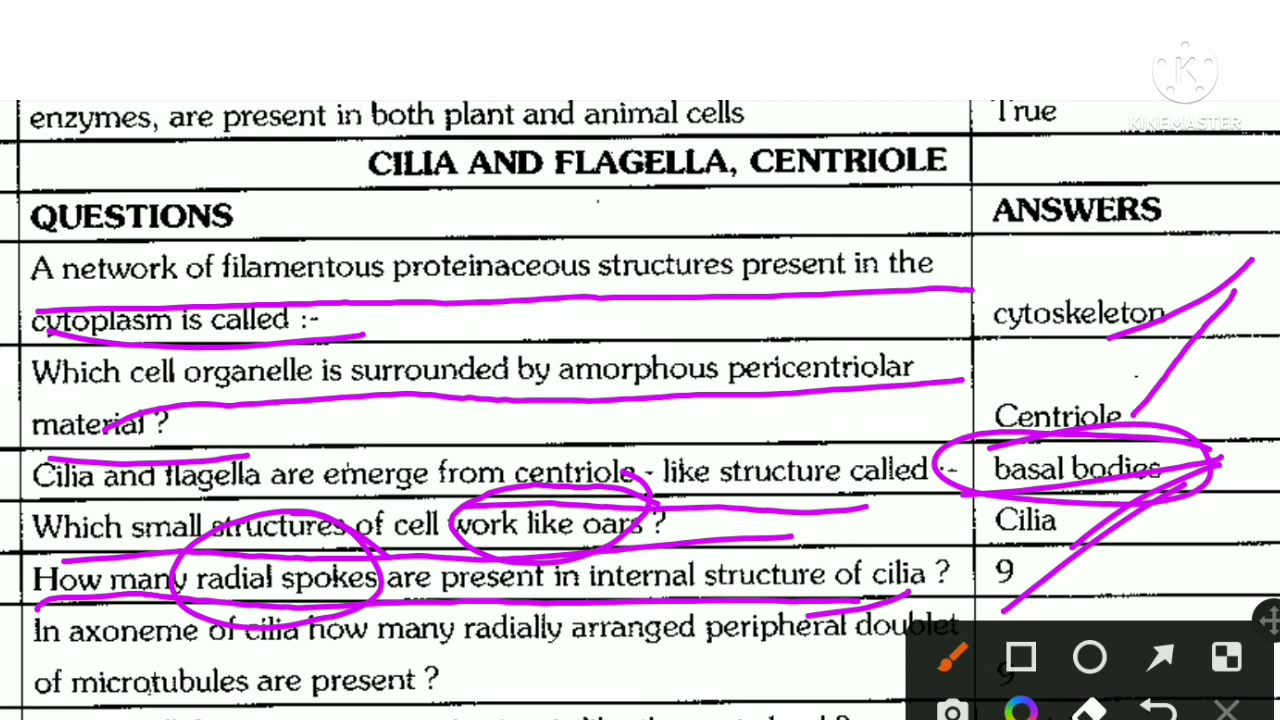 enzymes, are present in both plant and animal cells
True
K
KINEMASTER
CILIA AND FLAGELLA, CENTRIOLE
QUESTIONS
ANSWERS
A network of filamentous proteinaceous structures present in the
cytoplasm is called :-
cytoskeleton
Which cell organelle is surrounded by amorphous pericentriolar
material ?
Centriole
Cilia and flagella are emerge from centriole - like structure called :-
basal bodies
Which small structures of cell work like oars ?
Cilia
How many radial spokes are present in internal structure of cilia ?
9
In axoneme of cilia how many radially arranged peripheral doublet
of microtubules are present ?
9